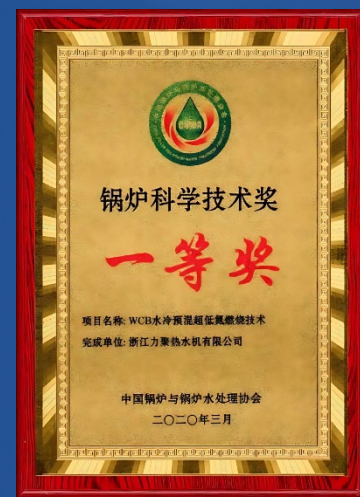 锅炉科学技术奖
一等奖
项目名称: WCB水冷预混超低氮燃烧技术
完成单位: 浙江力聚热水机有限公司
中国锅炉与锅炉水处理协会
二〇二〇年三月